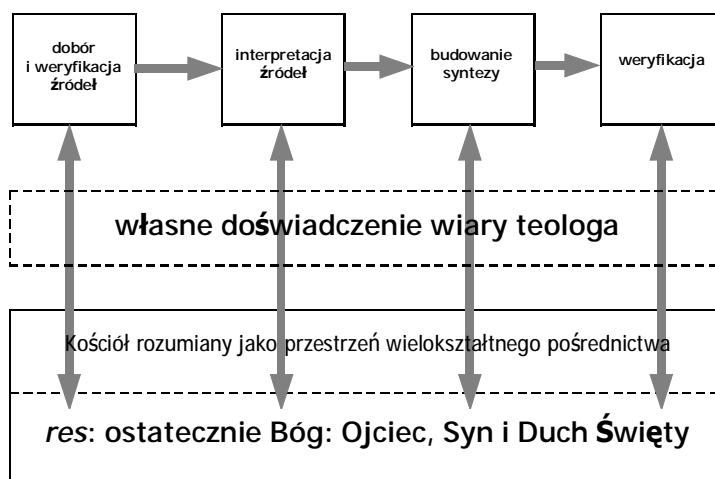 dobór
i weryfikacja
źródeł
interpretacja
źródeł
budowanie
syntezy
weryfikacja
własne doświadczenie wiary teologa
Kościół rozumiany jako przestrzeń wielokształtnego pośrednictwa
res: ostatecznie Bóg: Ojciec, Syn i Duch Święty